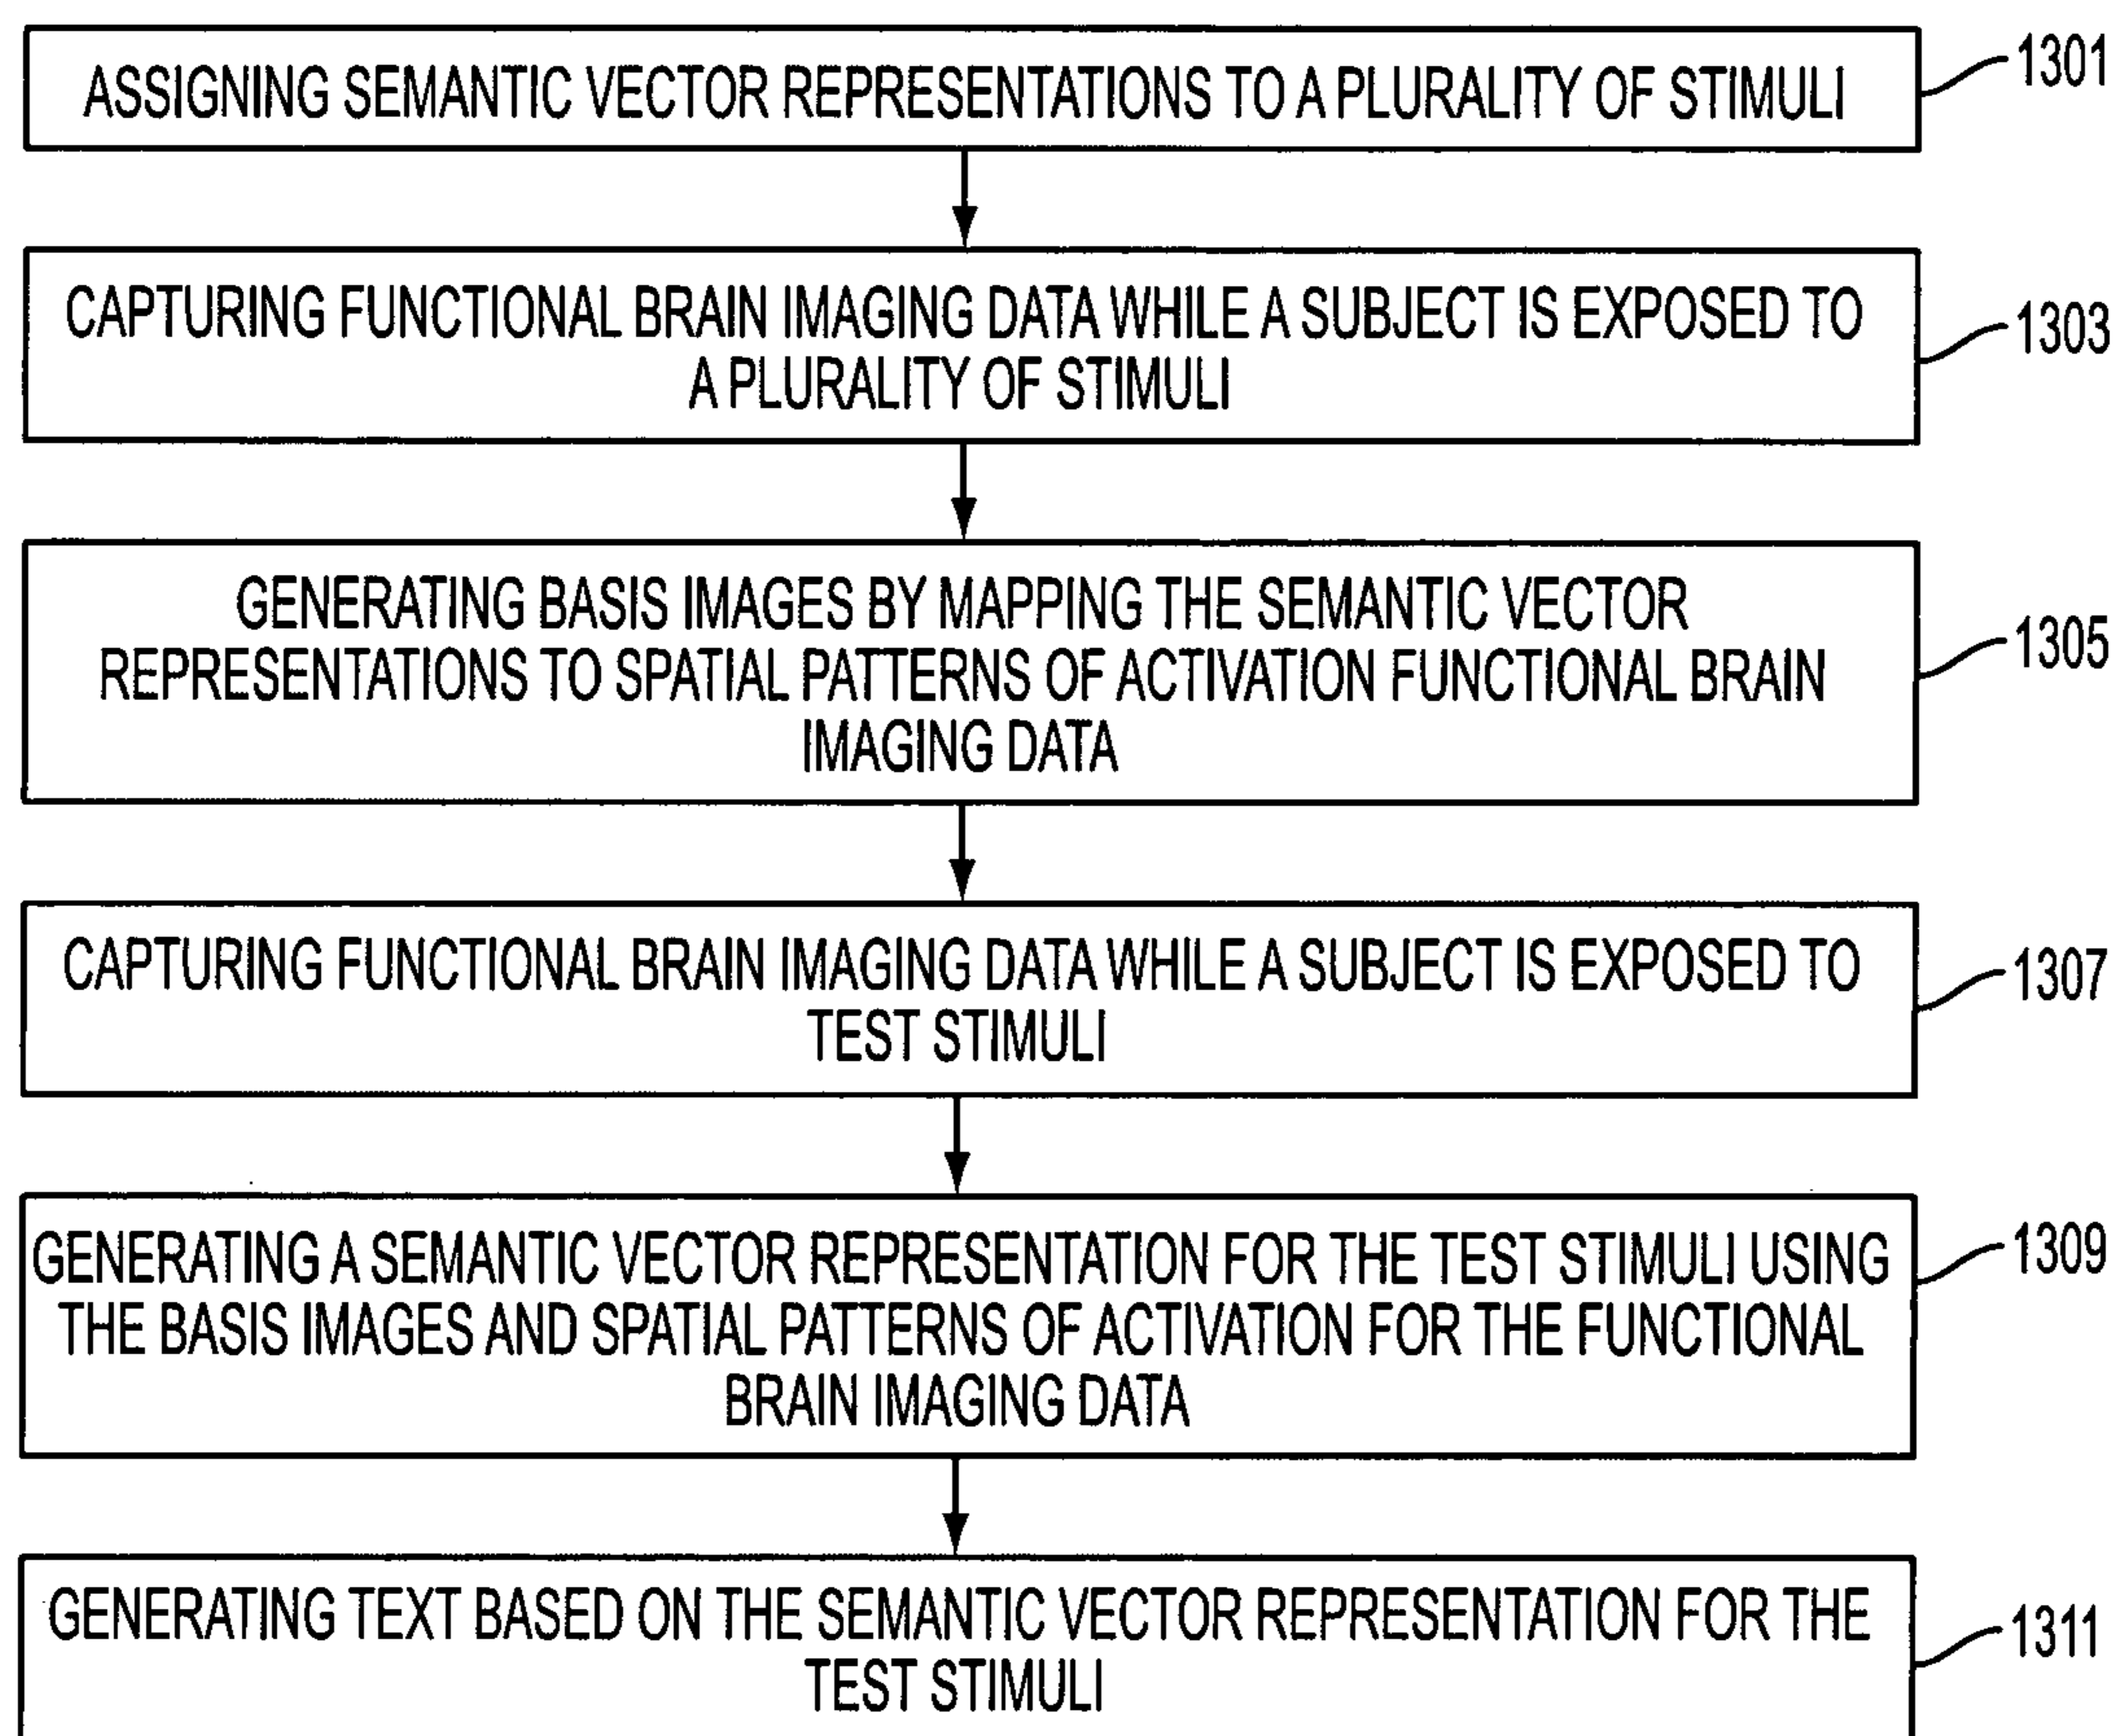 ASSIGNING SEMANTIC VECTOR REPRESENTATIONS TO A PLURALITY OF STIMULI
1301
CAPTURING FUNCTIONAL BRAIN IMAGING DATA WHILE A SUBJECT IS EXPOSED TO
A PLURALITY OF STIMULI
1303
GENERATING BASIS IMAGES BY MAPPING THE SEMANTIC VECTOR
REPRESENTATIONS TO SPATIAL PATTERNS OF ACTIVATION FUNCTIONAL BRAIN
IMAGING DATA
1305
CAPTURING FUNCTIONAL BRAIN IMAGING DATA WHILE A SUBJECT IS EXPOSED TO
TEST STIMULI
1307
GENERATING A SEMANTIC VECTOR REPRESENTATION FOR THE TEST STIMULI USING
THE BASIS IMAGES AND SPATIAL PATTERNS OF ACTIVATION FOR THE FUNCTIONAL
BRAIN IMAGING DATA
1309
GENERATING TEXT BASED ON THE SEMANTIC VECTOR REPRESENTATION FOR THE
TEST STIMULI
1311